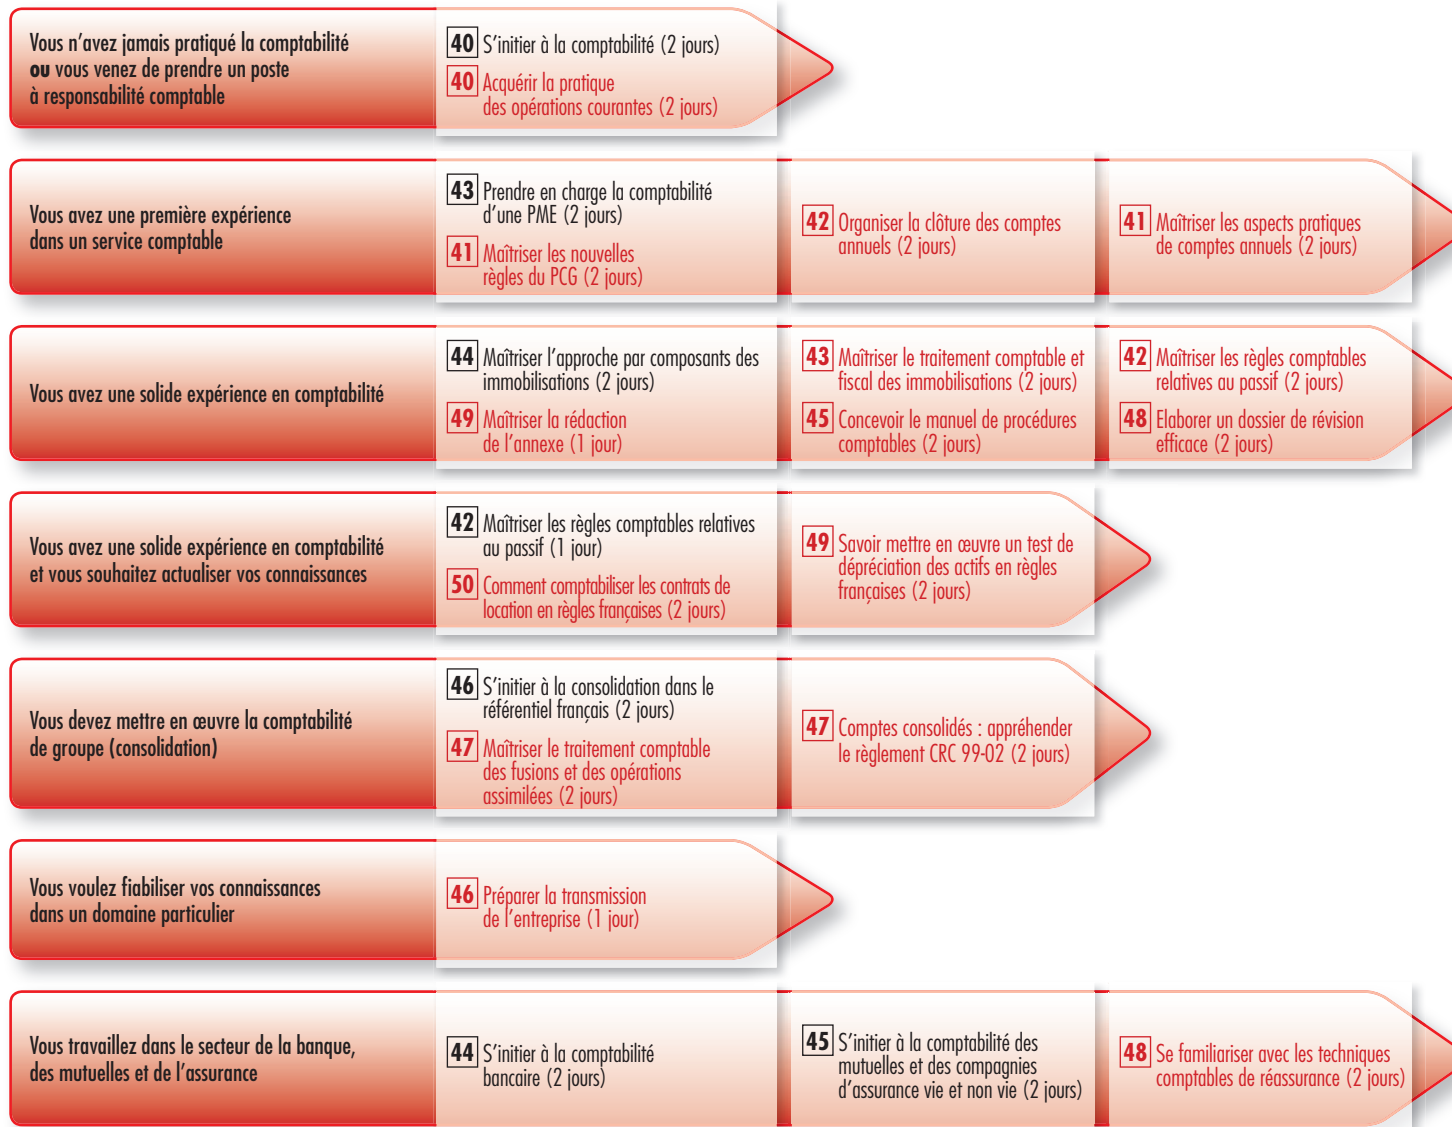 Vous n'avez jamais pratiqué la comptabilité
ou vous venez de prendre un poste
à responsabilité comptable
40 S'initier à la comptabilité (2 jours)
40 Acquérir la pratique
des opérations courantes (2 jours)
Vous avez une première expérience
dans un service comptable
43 Prendre en charge la comptabilité
d'une PME (2 jours)
41 Maîtriser les nouvelles
règles du PCG (2 jours)
42 Organiser la clôture des comptes
annuels (2 jours)
41 Maîtriser les aspects pratiques
de comptes annuels (2 jours)
Vous avez une solide expérience en comptabilité
44 Maîtriser l'approche par composants des
immobilisations (2 jours)
49 Maîtriser la rédaction
de l'annexe (1 jour)
43 Maîtriser le traitement comptable et
fiscal des immobilisations (2 jours)
45 Concevoir le manuel de procédures
comptables (2 jours)
42 Maîtriser les règles comptables
relatives au passif (2 jours)
48 Elaborer un dossier de révision
efficace (2 jours)
Vous avez une solide expérience en comptabilité
et vous souhaitez actualiser vos connaissances
42 Maîtriser les règles comptables relatives
au passif (1 jour)
50 Comment comptabiliser les contrats de
location en règles françaises (2 jours)
49 Savoir mettre en œuvre un test de
dépréciation des actifs en règles
françaises (2 jours)
Vous devez mettre en œuvre la comptabilité
de groupe (consolidation)
46 S'initier à la consolidation dans le
référentiel français (2 jours)
47 Maîtriser le traitement comptable
des fusions et des opérations
assimilées (2 jours)
47 Comptes consolidés : appréhender
le règlement CRC 99-02 (2 jours)
Vous voulez fiabiliser vos connaissances
dans un domaine particulier
46 Préparer la transmission
de l'entreprise (1 jour)
Vous travaillez dans le secteur de la banque,
des mutuelles et de l'assurance
44 S'initier à la comptabilité
bancaire (2 jours)
45 S'initier à la comptabilité des
mutuelles et des compagnies
d'assurance vie et non vie (2 jours)
48 Se familiariser avec les techniques
comptables de réassurance (2 jours)